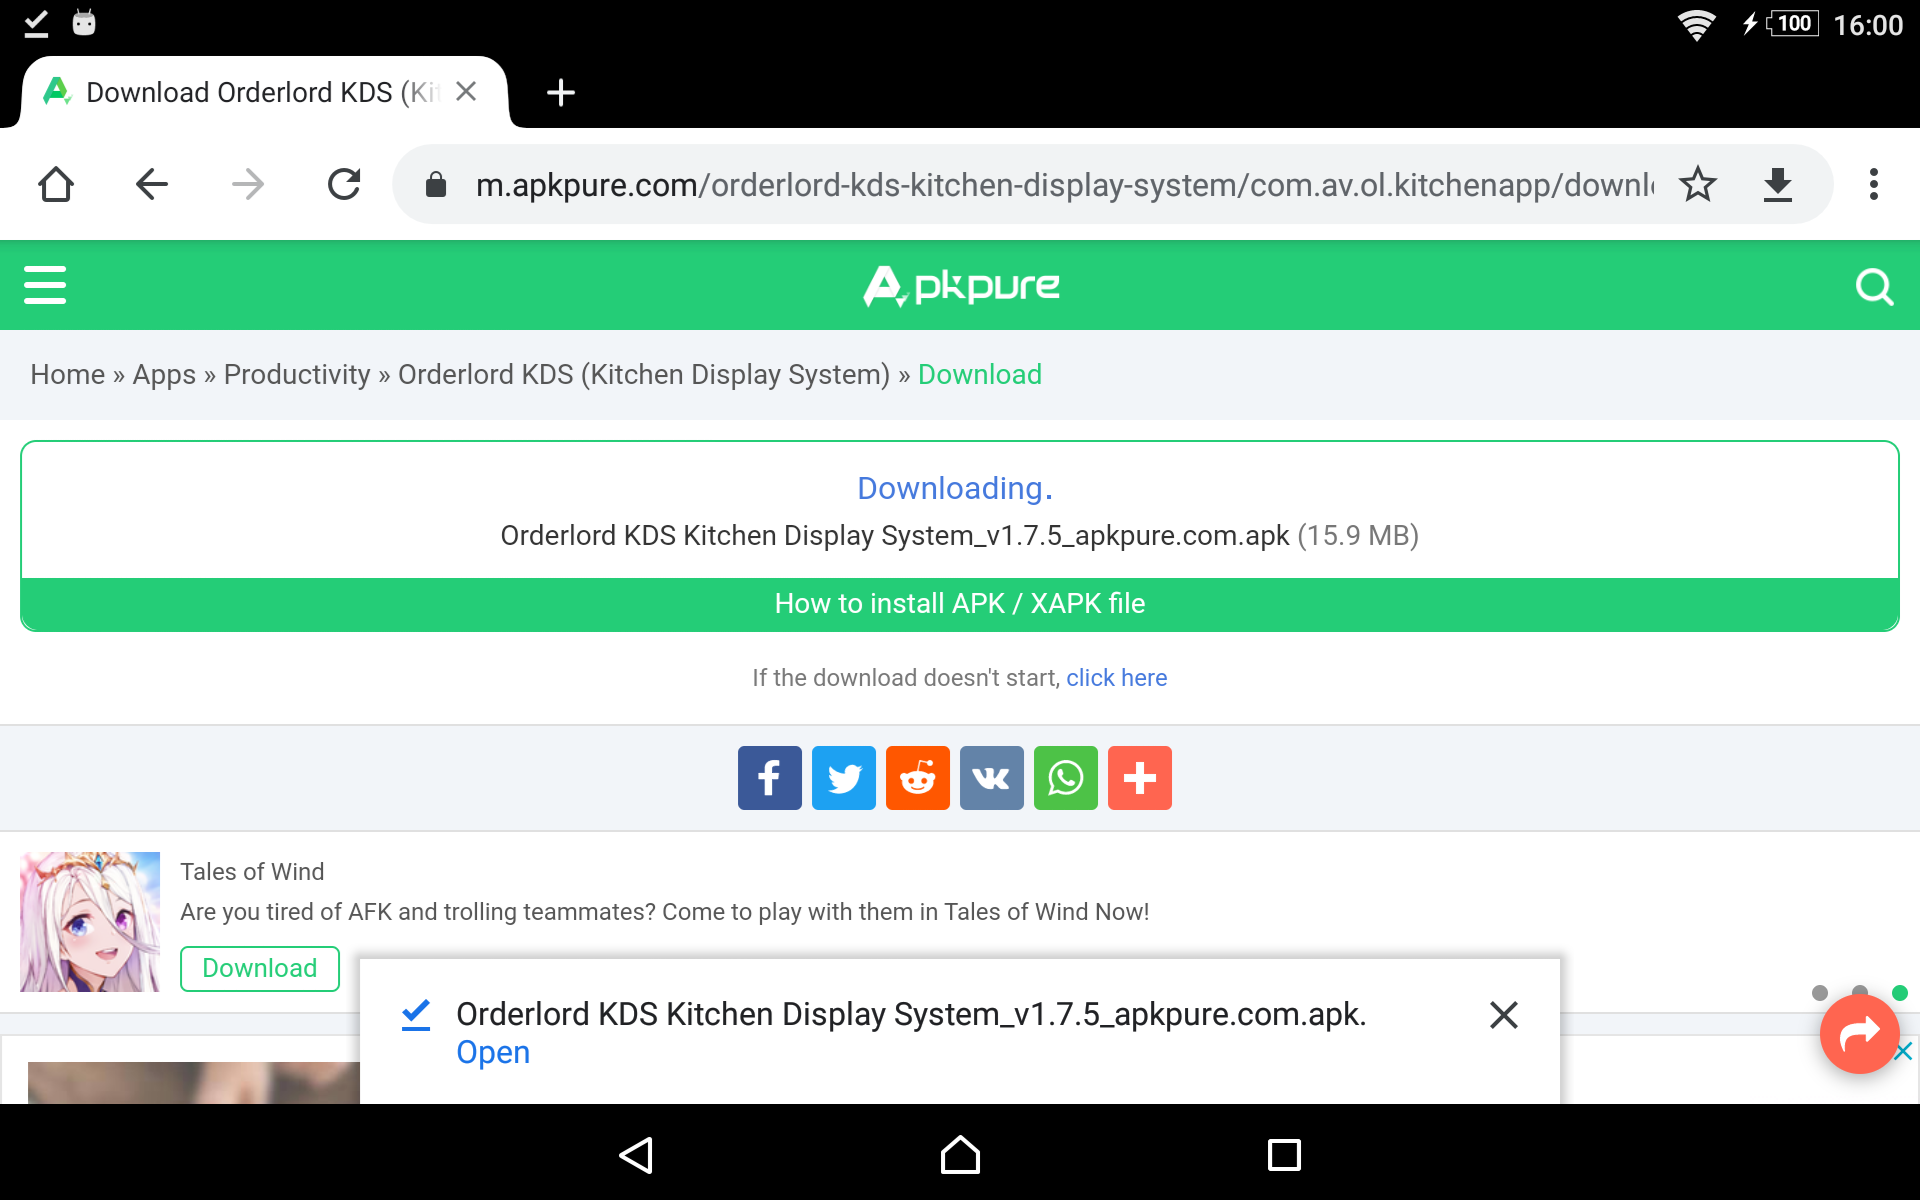 100 16:00
Download Orderlord KDS (Kit
m.apkpure.com/orderlord-kds-kitchen-display-system/com.av.ol.kitchenapp/downl
Apkpure
Home » Apps » Productivity » Orderlord KDS (Kitchen Display System) » Download
Downloading.
Orderlord KDS Kitchen Display System_v1.7.5_apkpure.com.apk (15.9 MB)
How to install APK / XAPK file
If the download doesn't start, click here
Tales of Wind
Are you tired of AFK and trolling teammates? Come to play with them in Tales of Wind Now!
Download
Orderlord KDS Kitchen Display System_v1.7.5_apkpure.com.apk.
Open